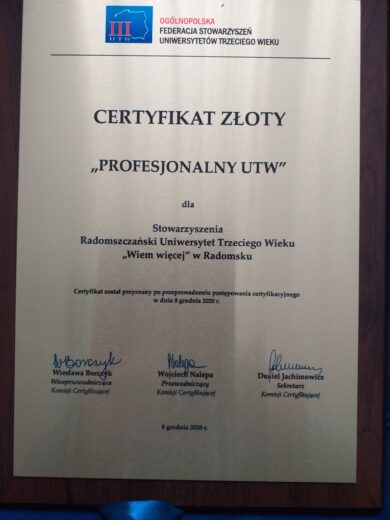 III
UTW
OGÓLNOPOLSKA
FEDERACJA STOWARZYSZEŃ
UNIWERSYTETÓW TRZECIEGO WIEKU
CERTYFIKAT ZŁOTY
„PROFESJONALNY UTW”
dla
Stowarzyszenia
Radomszczański Uniwersytet Trzeciego Wieku
„Wiem więcej” w Radomsku
Certyfikat został przyznany po przeprowadzeniu postępowania certyfikacyjnego
w dniu 8 grudnia 2020 r.
WBorczyk
Nalepa
Wiesława Borczyk
Wiceprzewodnicząca
Komisji Certyfikującej
Wojciech Nalepa
Przewodniczący
Komisji Certyfikującej
Daniel Jachimowicz
Sekretarz
Komisji Certyfikującej
8 grudnia 2020 r.